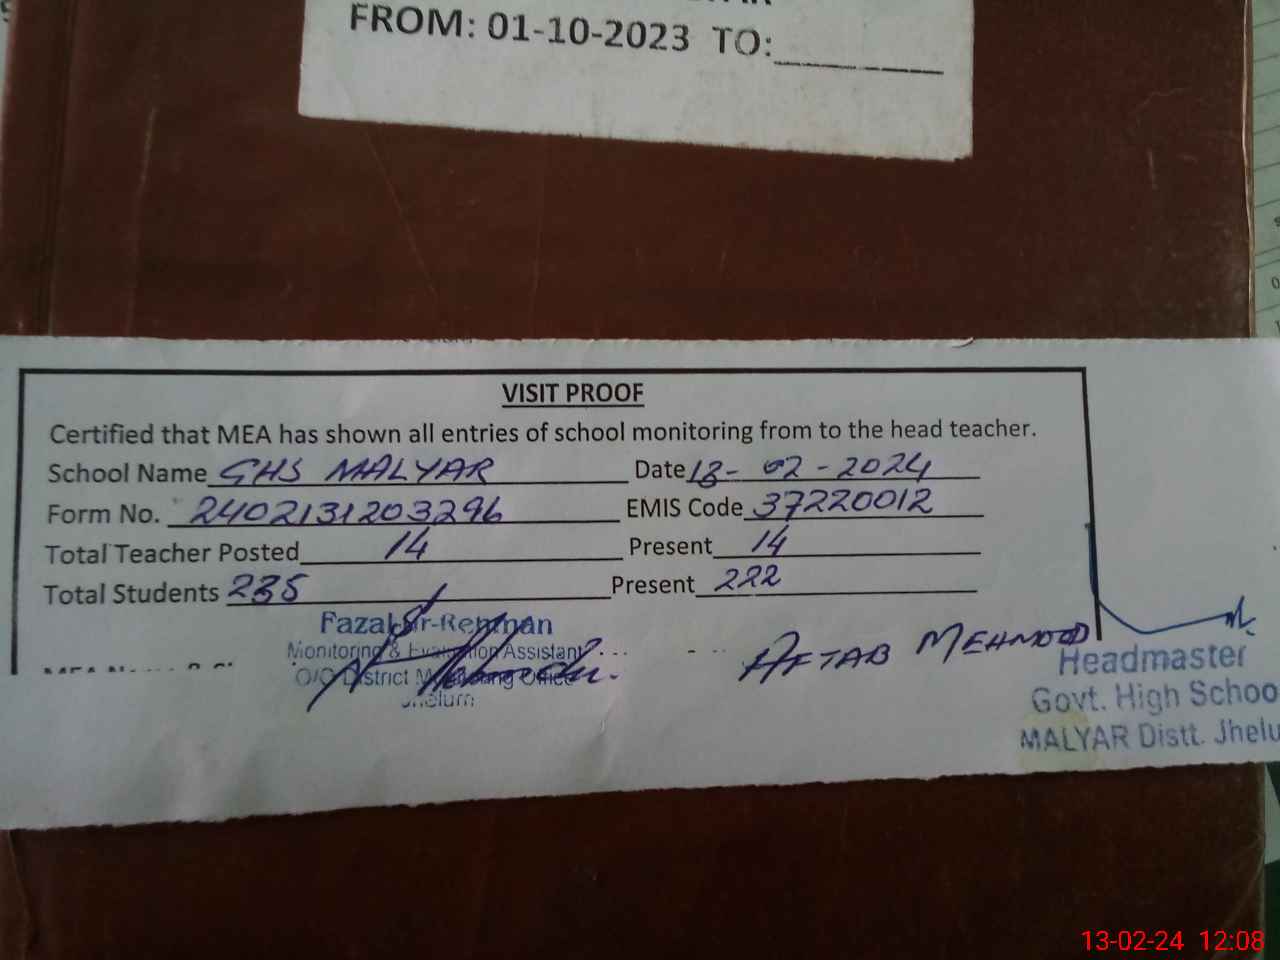 FROM: 01-10-2023 TO:________
VISIT PROOF
Certified that MEA has shown all entries of school monitoring from to the head teacher.
School Name GHS MALYAR Date 13-02-2024
Form No. 2402131203296 EMIS Code 37220012
Total Teacher Posted 14 Present 14
Total Students 235 Present 222
Fazal-ur-Rehman
Monitoring & Evaluation Assistant
O/O District Monitoring Office
Jhelum
AFTAB MEHMOOD
Headmaster
Govt. High Schoo
MALYAR Distt. Jhelu
13-02-24 12:08